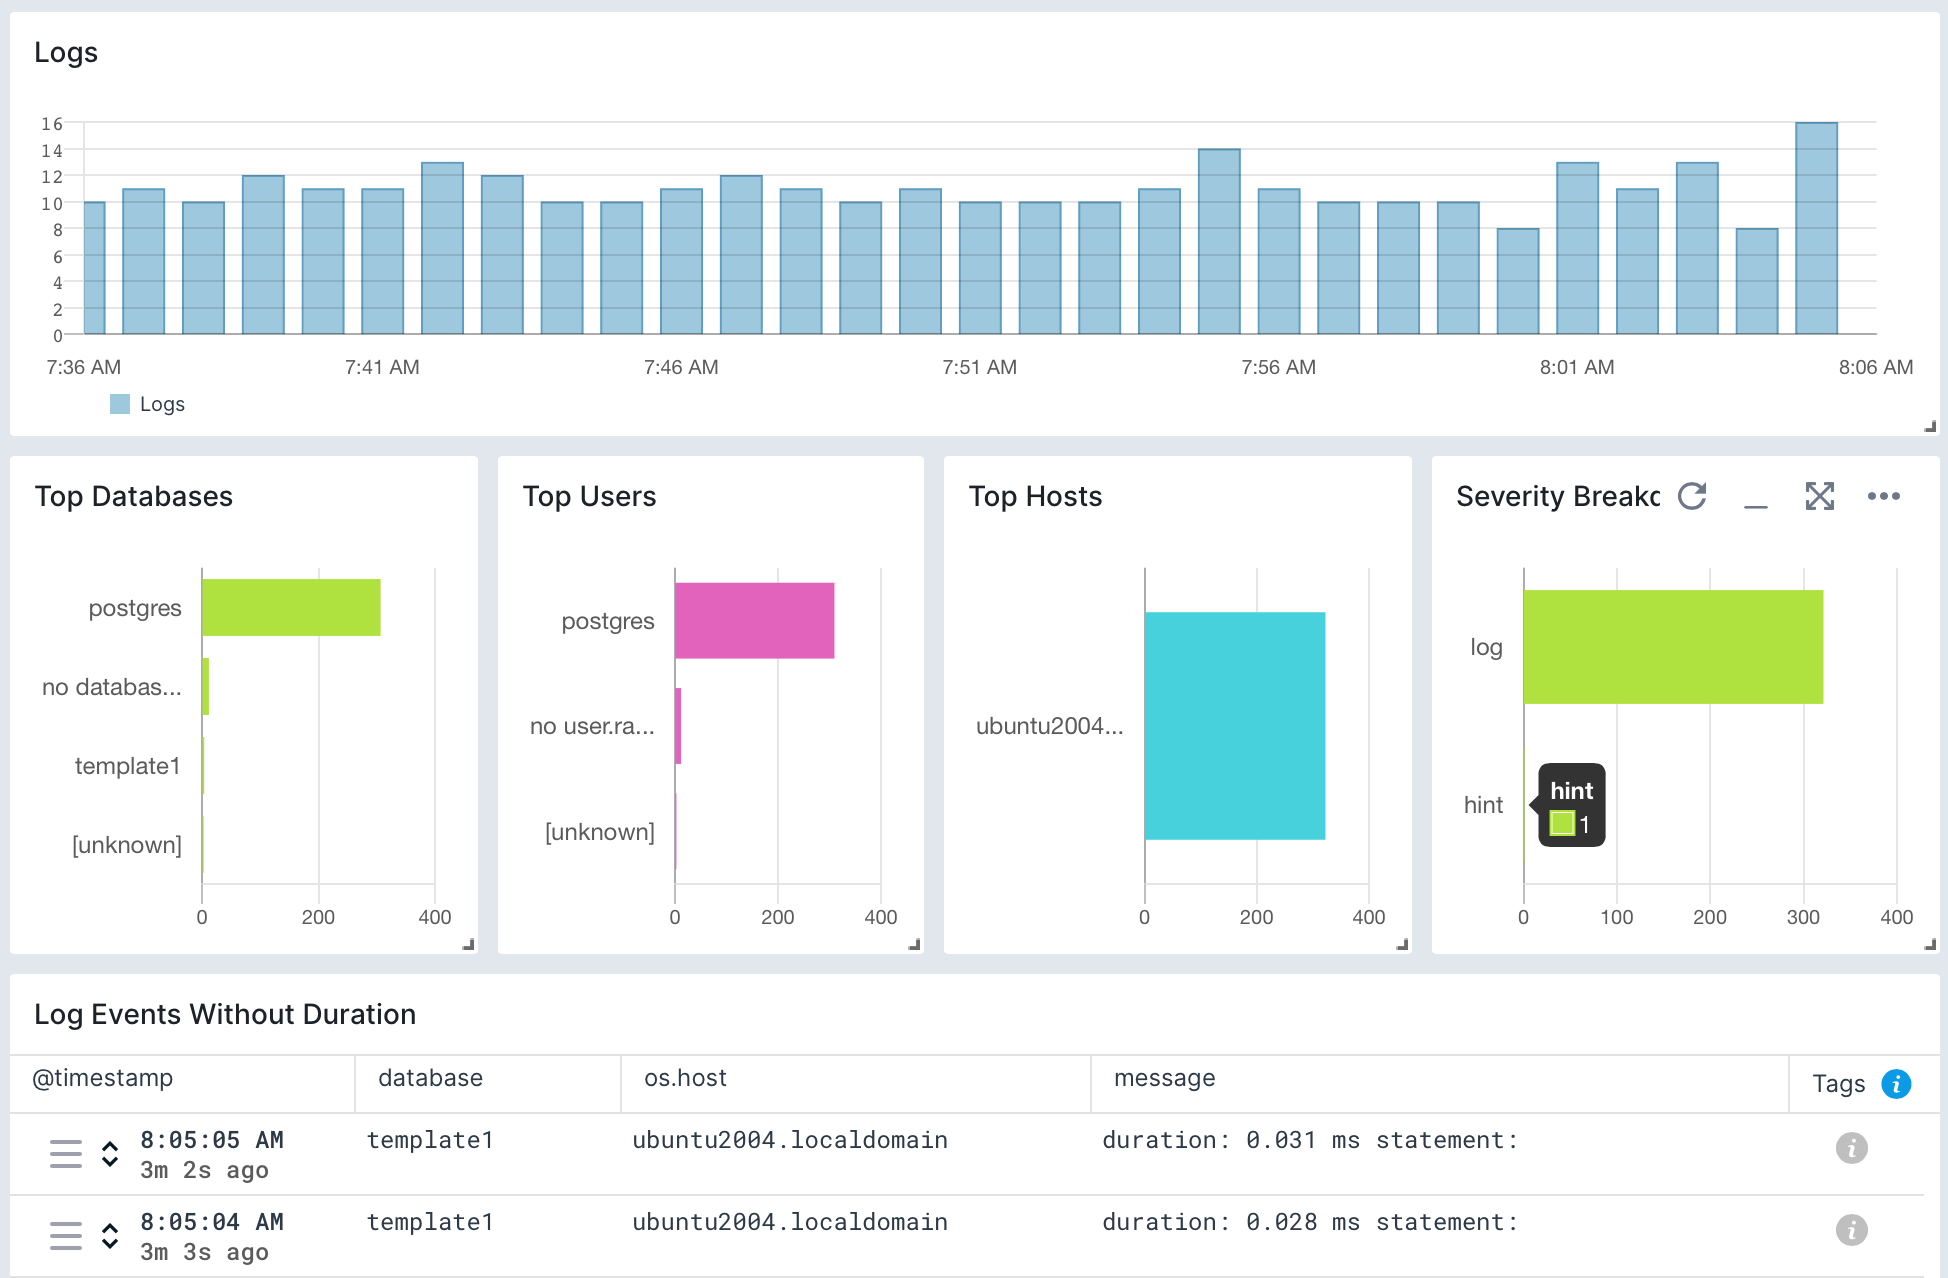 Logs
16
14
12
10
8
6
4
2
0
7:36 AM 7:41 AM 7:46 AM 7:51 AM 7:56 AM 8:01 AM 8:06 AM
Logs
Top Databases
postgres
no databas...
template1
[unknown]
0 200 400
Top Users
postgres
no user.ra...
[unknown]
0 200 400
Top Hosts
ubuntu2004...
0 200 400
Severity Breakd
log
hint
hint
1
0 100 200 300 400
Log Events Without Duration
@timestamp database os.host message Tags
8:05:05 AM template1 ubuntu2004.localdomain duration: 0.031 ms statement:
3m 2s ago
8:05:04 AM template1 ubuntu2004.localdomain duration: 0.028 ms statement:
3m 3s ago